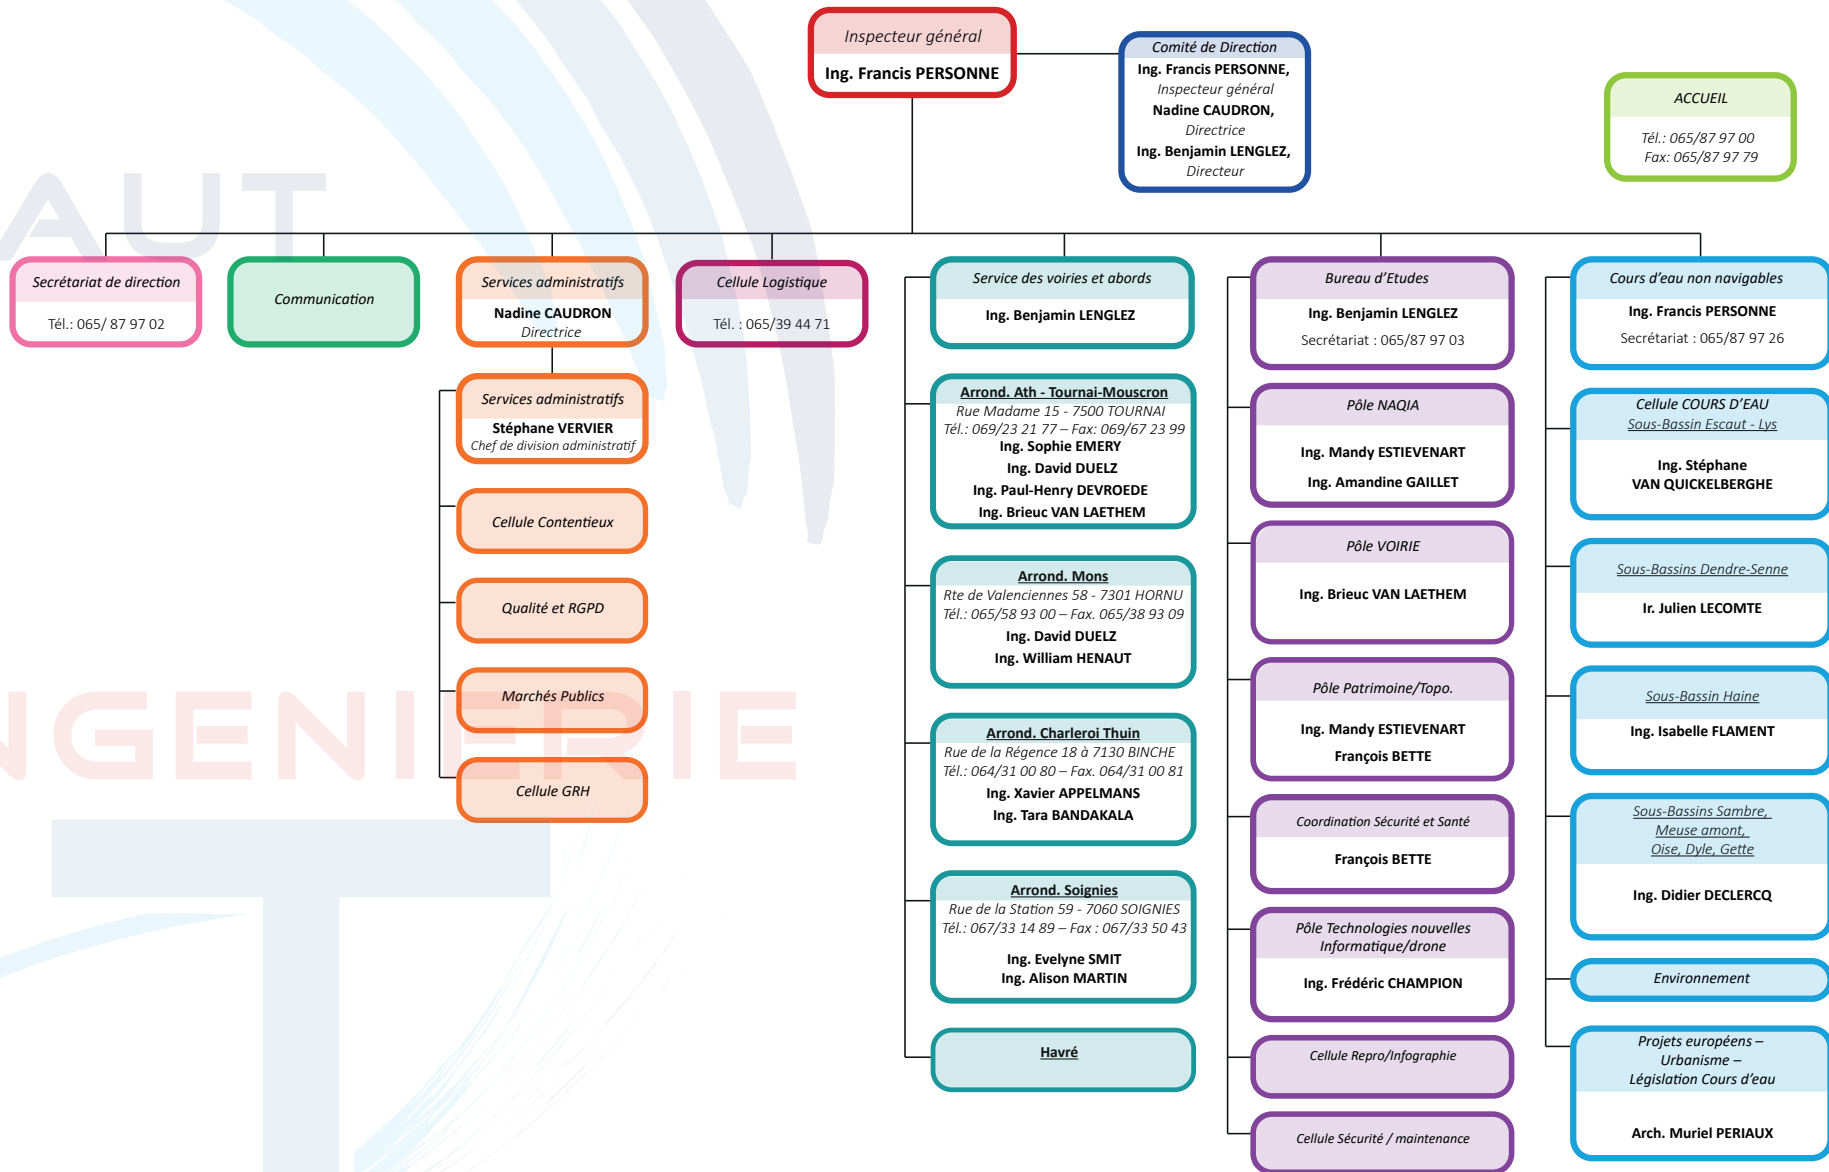 Inspecteur général
Ing. Francis PERSONNE
Comité de Direction
Ing. Francis PERSONNE,
Inspecteur général
Nadine CAUDRON,
Directrice
Ing. Benjamin LENGLEZ,
Directeur
ACCUEIL
Tél.: 065/87 97 00
Fax: 065/87 97 79
AUT
NGENIERIE
Secrétariat de direction
Tél.: 065/ 87 97 02
Communication
Services administratifs
Nadine CAUDRON
Directrice
Services administratifs
Stéphane VERVIER
Chef de division administratif
Cellule Contentieux
Qualité et RGPD
Marchés Publics
Cellule GRH
Cellule Logistique
Tél. : 065/39 44 71
Service des voiries et abords
Ing. Benjamin LENGLEZ
Arrond. Ath - Tournai-Mouscron
Rue Madame 15 - 7500 TOURNAI
Tél.: 069/23 21 77 – Fax: 069/67 23 99
Ing. Sophie EMERY
Ing. David DUELZ
Ing. Paul-Henry DEVROEDE
Ing. Brieuc VAN LAETHEM
Arrond. Mons
Rte de Valenciennes 58 - 7301 HORNU
Tél.: 065/58 93 00 – Fax. 065/38 93 09
Ing. David DUELZ
Ing. William HENAUT
Arrond. Charleroi Thuin
Rue de la Régence 18 à 7130 BINCHE
Tél.: 064/31 00 80 – Fax. 064/31 00 81
Ing. Xavier APPELMANS
Ing. Tara BANDAKALA
Arrond. Soignies
Rue de la Station 59 - 7060 SOIGNIES
Tél.: 067/33 14 89 – Fax : 067/33 50 43
Ing. Evelyne SMIT
Ing. Alison MARTIN
Havré
Bureau d'Etudes
Ing. Benjamin LENGLEZ
Secrétariat : 065/87 97 03
Pôle NAQIA
Ing. Mandy ESTIEVENART
Ing. Amandine GAILLET
Pôle VOIRIE
Ing. Brieuc VAN LAETHEM
Pôle Patrimoine/Topo.
Ing. Mandy ESTIEVENART
François BETTE
Coordination Sécurité et Santé
François BETTE
Pôle Technologies nouvelles
Informatique/drone
Ing. Frédéric CHAMPION
Cellule Repro/Infographie
Cellule Sécurité / maintenance
Cours d'eau non navigables
Ing. Francis PERSONNE
Secrétariat : 065/87 97 26
Cellule COURS D'EAU
Sous-Bassin Escaut - Lys
Ing. Stéphane
VAN QUICKELBERGHE
Sous-Bassins Dendre-Senne
Ir. Julien LECOMTE
Sous-Bassin Haine
Ing. Isabelle FLAMENT
Sous-Bassins Sambre,
Meuse amont,
Oise, Dyle, Gette
Ing. Didier DECLERCQ
Environnement
Projets européens –
Urbanisme –
Législation Cours d'eau
Arch. Muriel PERIAUX